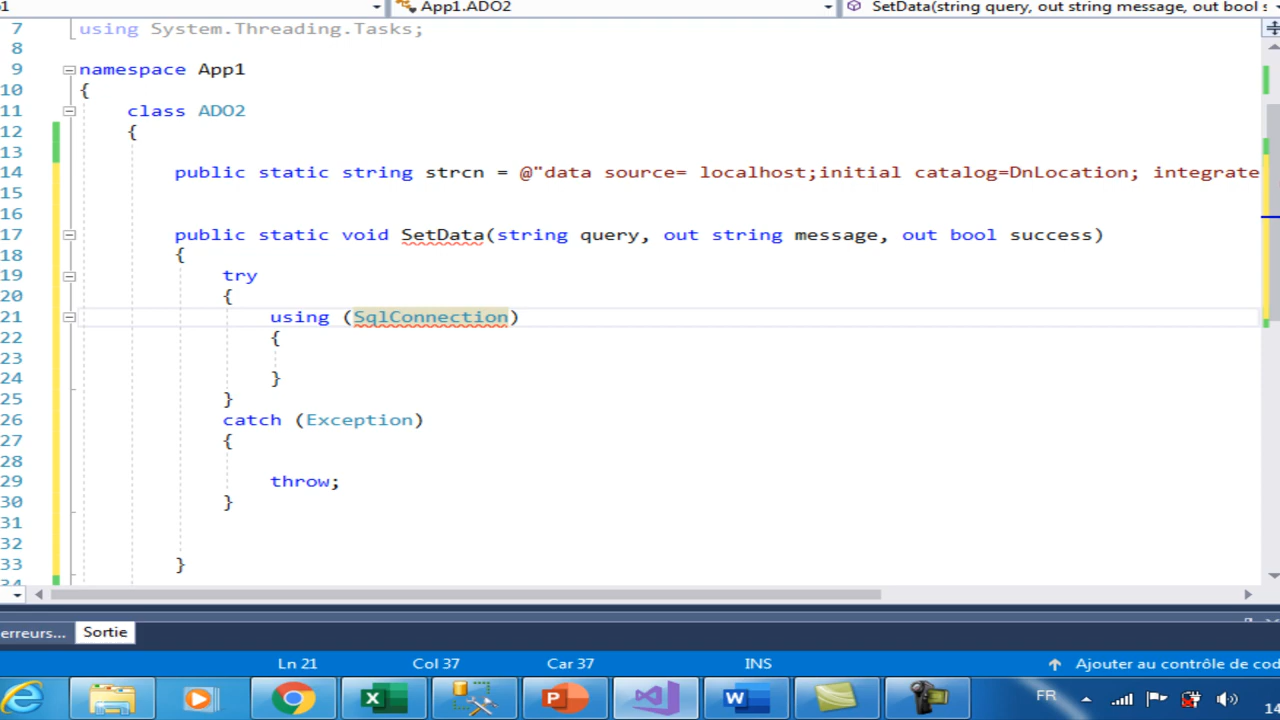 App1.ADO2 SetData(string query, out string message, out bool s
7 using System.Threading.Tasks;
8
9 namespace App1
10 {
11 class ADO2
12 {
13
14 public static string strcn = @"data source= localhost;initial catalog=DnLocation; integrate
15
16
17 public static void SetData(string query, out string message, out bool success)
18 {
19 try
20 {
21 using (SqlConnection)
22 {
23
24 }
25 }
26 catch (Exception)
27 {
28
29 throw;
30 }
31
32
33 }
34
erreurs... Sortie
Ln 21 Col 37 Car 37 INS Ajouter au contrôle de cod
FR 14